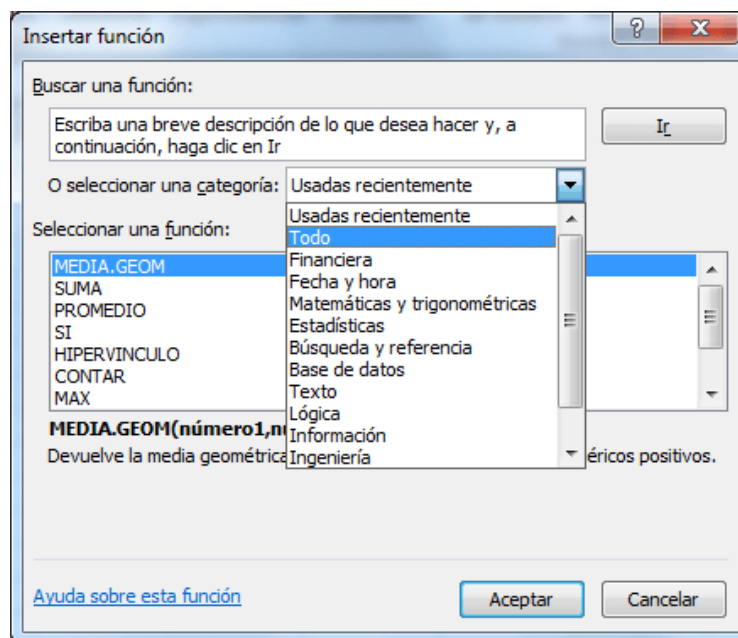 Insertar función
Buscar una función:
Escriba una breve descripción de lo que desea hacer y, a
continuación, haga clic en Ir
Ir
O seleccionar una categoría:
Usadas recientemente
Usadas recientemente
Todo
Financiera
Fecha y hora
Matemáticas y trigonométricas
Estadísticas
Búsqueda y referencia
Base de datos
Texto
Lógica
Información
Ingeniería
Seleccionar una función:
MEDIA.GEOM
SUMA
PROMEDIO
SI
HIPERVINCULO
CONTAR
MAX
MEDIA.GEOM(número1,
Devuelve la media geométrica éricos positivos.
Ayuda sobre esta función
Aceptar
Cancelar